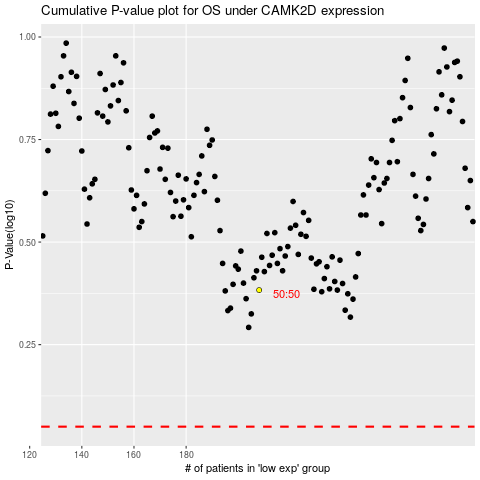 Cumulative P-value plot for OS under CAMK2D expression
P-Value(log10)
1.00
0.75
0.50
0.25
50:50
120 140 160 180
# of patients in 'low exp' group